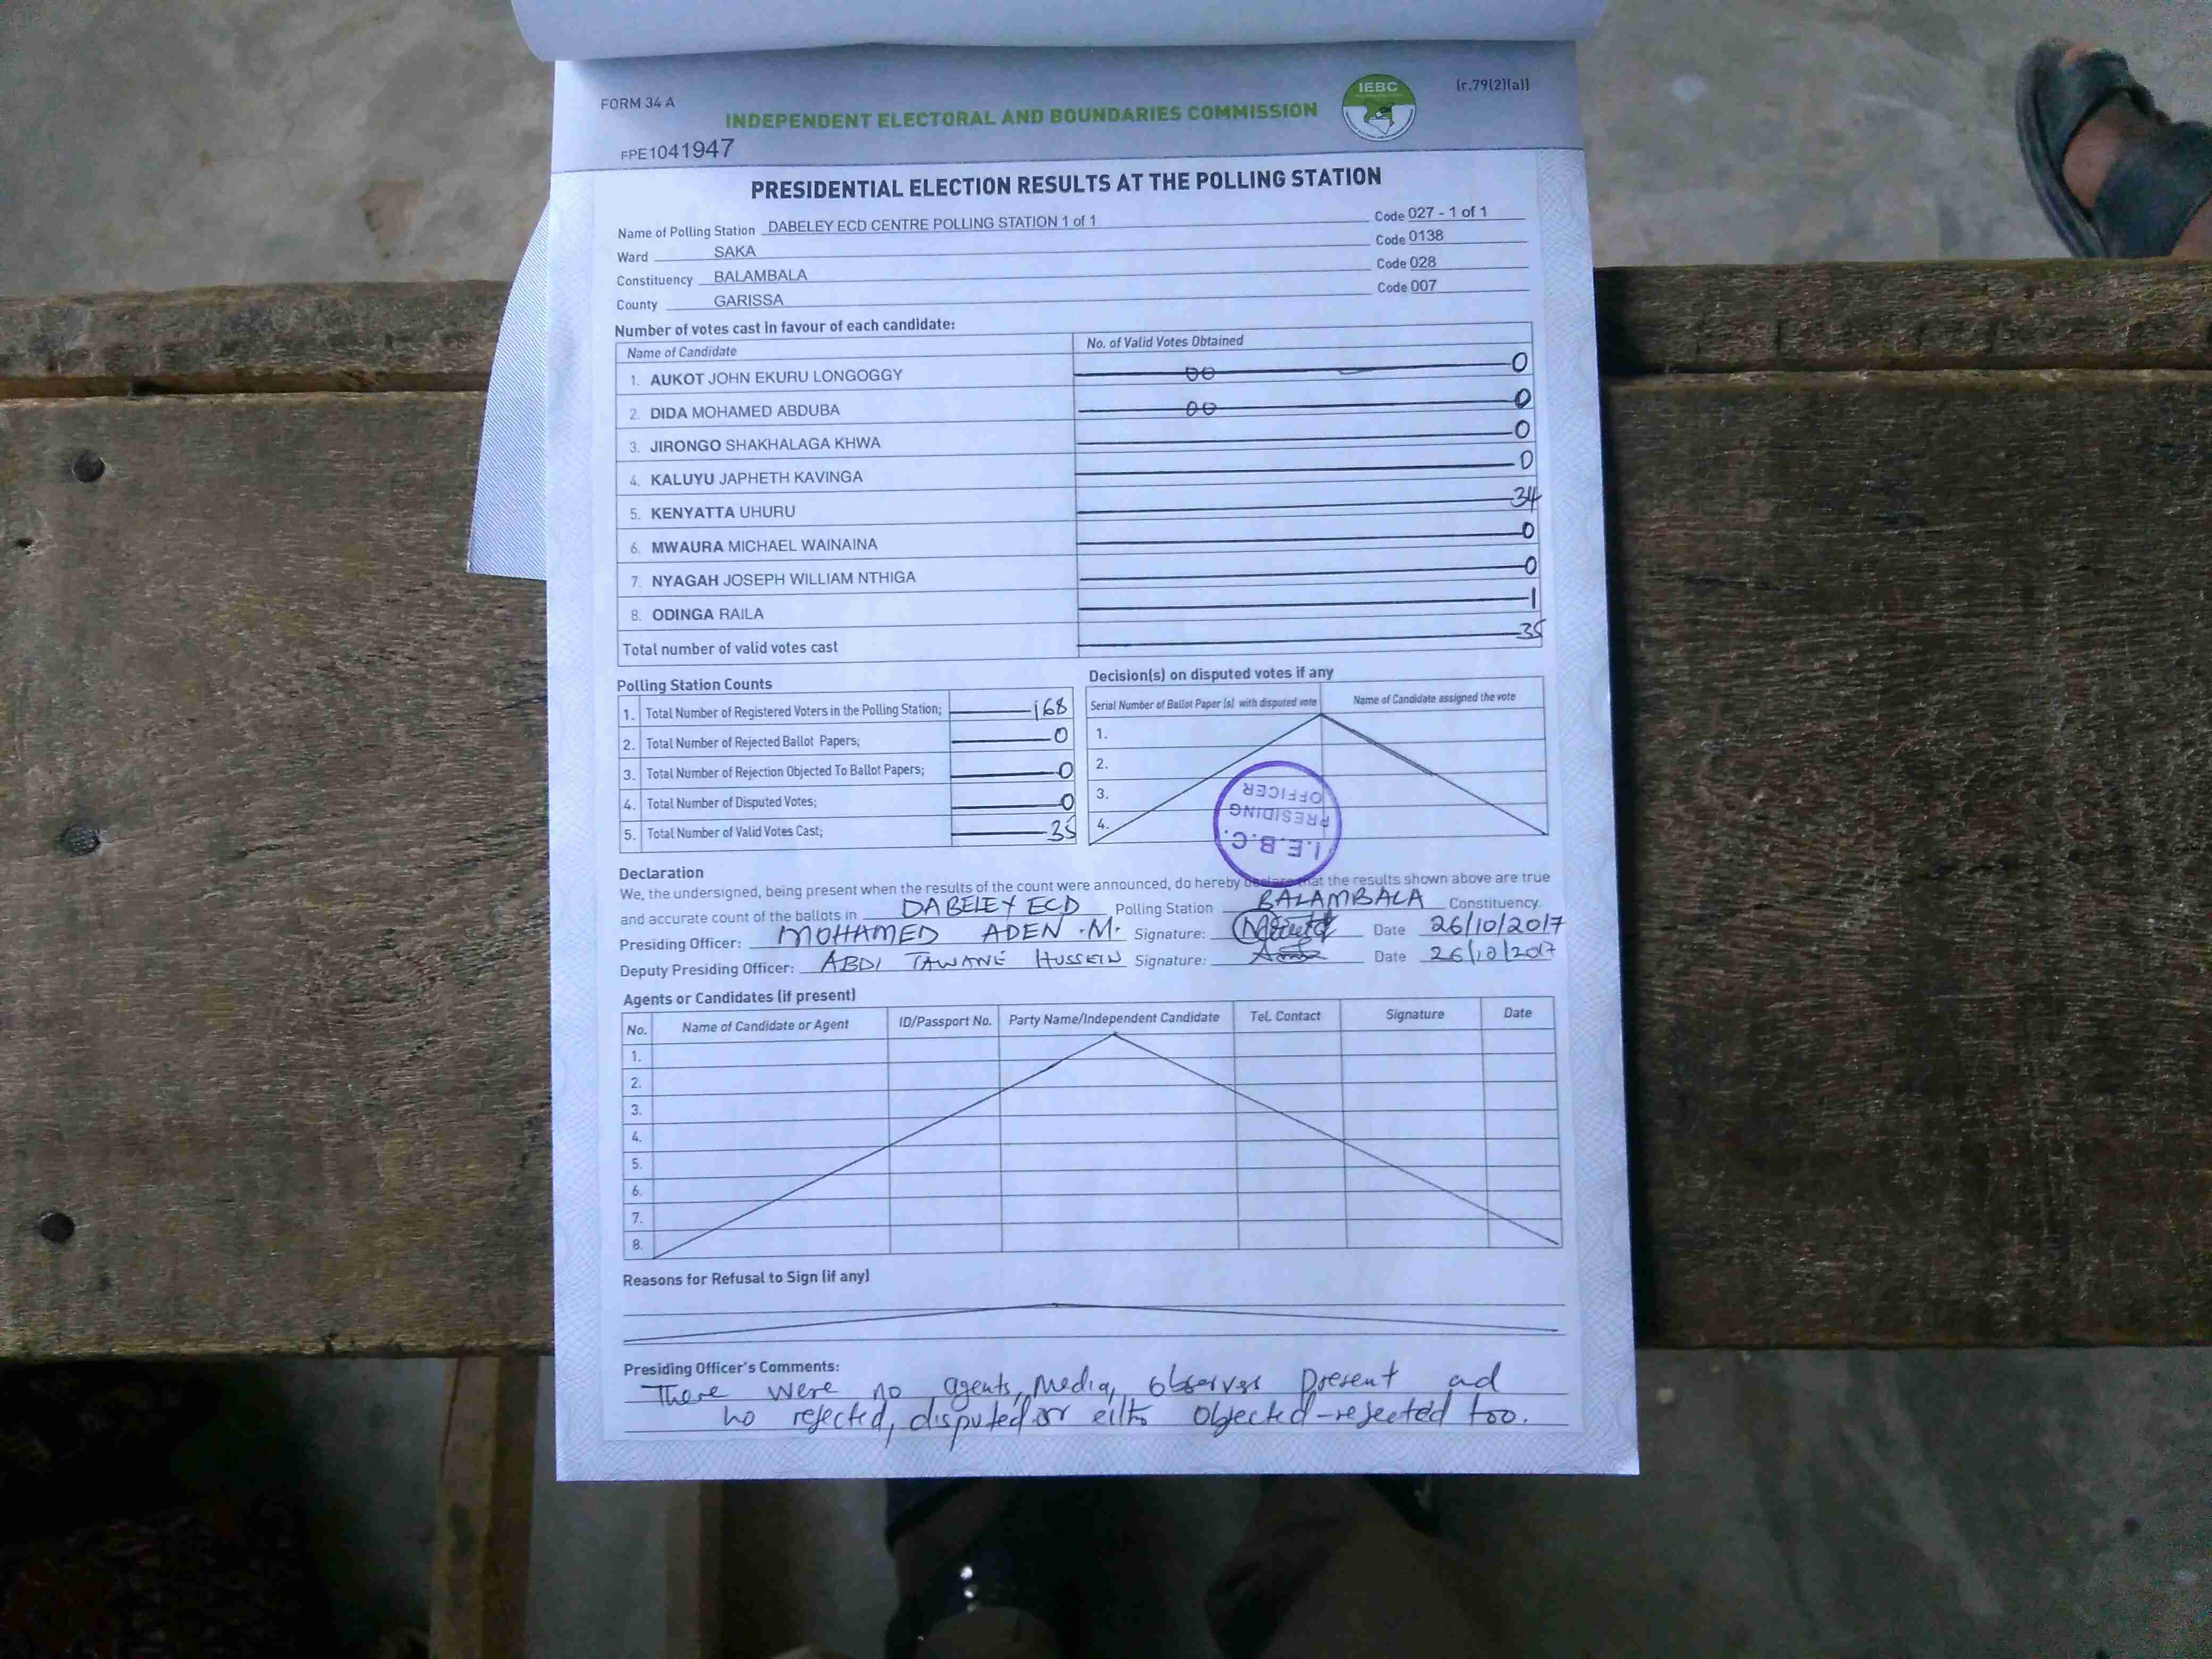 FORM 34 A
[r.79(2)(a)]
IEBC
INDEPENDENT ELECTORAL AND BOUNDARIES COMMISSION
FPE1041947
PRESIDENTIAL ELECTION RESULTS AT THE POLLING STATION
Name of Polling Station DABELEY ECD CENTRE POLLING STATION 1 of 1 Code 027 - 1 of 1
Ward SAKA Code 0138
Constituency BALAMBALA Code 028
County GARISSA Code 007
Number of votes cast in favour of each candidate:
Name of Candidate No. of Valid Votes Obtained
1. AUKOT JOHN EKURU LONGOGGY 00 0
2. DIDA MOHAMED ABDUBA 00 0
3. JIRONGO SHAKHALAGA KHWA 0
4. KALUYU JAPHETH KAVINGA 0
5. KENYATTA UHURU 34
6. MWAURA MICHAEL WAINAINA 0
7. NYAGAH JOSEPH WILLIAM NTHIGA 0
8. ODINGA RAILA 1
Total number of valid votes cast 35
Polling Station Counts
1. Total Number of Registered Voters in the Polling Station; 168
2. Total Number of Rejected Ballot Papers; 0
3. Total Number of Rejection Objected To Ballot Papers; 0
4. Total Number of Disputed Votes; 0
5. Total Number of Valid Votes Cast; 35
Decision(s) on disputed votes if any
Serial Number of Ballot Paper (s) with disputed vote Name of Candidate assigned the vote
1.
2.
3.
4.
I.E.B.C.
PRESIDING
OFFICER
Declaration
We, the undersigned, being present when the results of the count were announced, do hereby declare that the results shown above are true
and accurate count of the ballots in DABELEY ECD Polling Station BALAMBALA Constituency.
Presiding Officer: MOHAMED ADEN .M. Signature: Date 26/10/2017
Deputy Presiding Officer: ABDI TAWANE HUSSEIN Signature: Date 26/10/2017
Agents or Candidates (if present)
No. Name of Candidate or Agent ID/Passport No. Party Name/Independent Candidate Tel. Contact Signature Date
1.
2.
3.
4.
5.
6.
7.
8.
Reasons for Refusal to Sign (if any)
Presiding Officer's Comments:
There were no agents, media, present ad
no rejected, disputed or objected-rejected too.